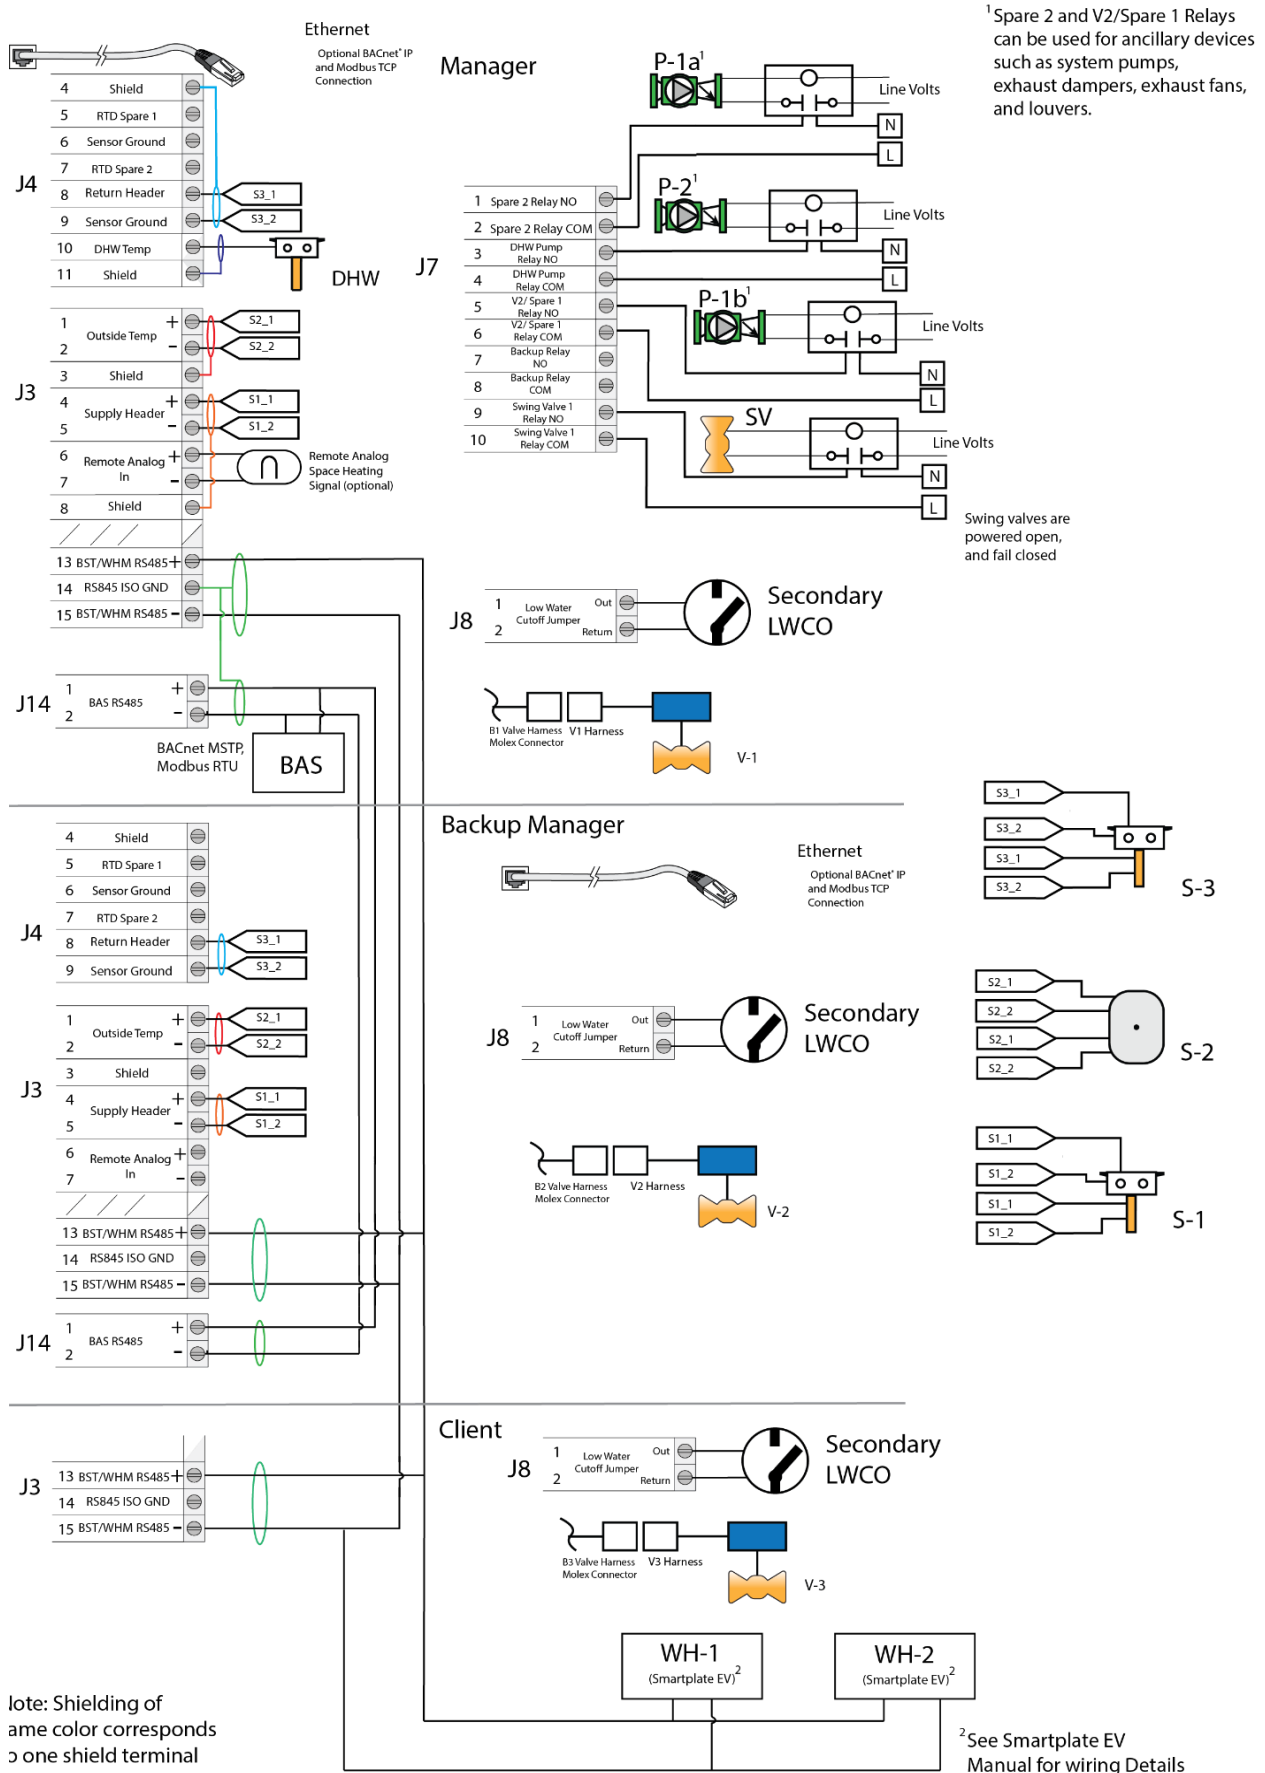 Ethernet
Optional BACnet* IP
and Modbus TCP
Connection
Manager
1 Spare 2 and V2/Spare 1 Relays
can be used for ancillary devices
such as system pumps,
exhaust dampers, exhaust fans,
and louvers.
J4
4 Shield
5 RTD Spare 1
6 Sensor Ground
7 RTD Spare 2
8 Return Header
9 Sensor Ground
10 DHW Temp
11 Shield
S3_1
S3_2
DHW
J3
1 +
Outside Temp
2 -
3 Shield
4 +
Supply Header
5 -
6 +
Remote Analog
In
7 -
8 Shield
13 BST/WHM RS485 +
14 RS845 ISO GND
15 BST/WHM RS485 -
S2_1
S2_2
S1_1
S1_2
Remote Analog
Space Heating
Signal (optional)
J14
1 +
BAS RS485
2 -
BACnet MSTP,
Modbus RTU
BAS
J7
1 Spare 2 Relay NO
2 Spare 2 Relay COM
3 DHW Pump
Relay NO
4 DHW Pump
Relay COM
5 V2/ Spare 1
Relay NO
6 V2/ Spare 1
Relay COM
7 Backup Relay
NO
8 Backup Relay
COM
9 Swing Valve 1
Relay NO
10 Swing Valve 1
Relay COM
P-1a1
Line Volts
N
L
P-21
Line Volts
N
L
P-1b1
Line Volts
N
L
SV
Line Volts
N
L
Swing valves are
powered open,
and fail closed
J8
1 Out
Low Water
Cutoff Jumper
2 Return
Secondary
LWCO
B1 Valve Harness
Molex Connector
V1 Harness
V-1
Backup Manager
Ethernet
Optional BACnet* IP
and Modbus TCP
Connection
J4
4 Shield
5 RTD Spare 1
6 Sensor Ground
7 RTD Spare 2
8 Return Header
9 Sensor Ground
S3_1
S3_2
J3
1 +
Outside Temp
2 -
3 Shield
4 +
Supply Header
5 -
6 +
Remote Analog
In
7 -
13 BST/WHM RS485 +
14 RS845 ISO GND
15 BST/WHM RS485 -
S2_1
S2_2
S1_1
S1_2
J14
1 +
BAS RS485
2 -
J8
1 Out
Low Water
Cutoff Jumper
2 Return
Secondary
LWCO
B2 Valve Harness
Molex Connector
V2 Harness
V-2
S3_1
S3_2
S3_1
S3_2
S-3
S2_1
S2_2
S2_1
S2_2
S-2
S1_1
S1_2
S1_1
S1_2
S-1
Client
J3
13 BST/WHM RS485 +
14 RS845 ISO GND
15 BST/WHM RS485 -
J8
1 Out
Low Water
Cutoff Jumper
2 Return
Secondary
LWCO
B3 Valve Harness
Molex Connector
V3 Harness
V-3
WH-1
(Smartplate EV)2
WH-2
(Smartplate EV)2
Note: Shielding of
same color corresponds
to one shield terminal
2 See Smartplate EV
Manual for wiring Details